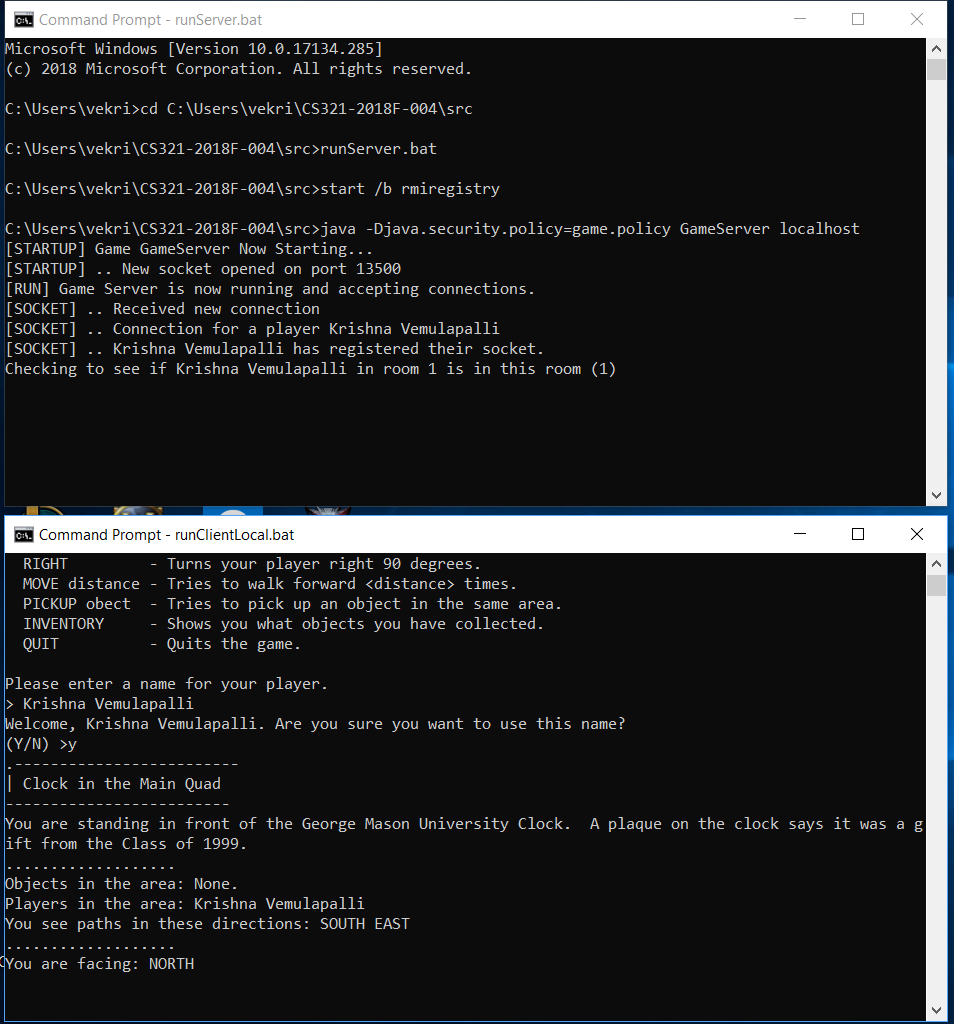 Command Prompt - runServer.bat
Microsoft Windows [Version 10.0.17134.285]
(c) 2018 Microsoft Corporation. All rights reserved.
C:\Users\vekri>cd C:\Users\vekri\CS321-2018F-004\src
C:\Users\vekri\CS321-2018F-004\src>runServer.bat
C:\Users\vekri\CS321-2018F-004\src>start /b rmiregistry
C:\Users\vekri\CS321-2018F-004\src>java -Djava.security.policy=game.policy GameServer localhost
[STARTUP] Game GameServer Now Starting...
[STARTUP] .. New socket opened on port 13500
[RUN] Game Server is now running and accepting connections.
[SOCKET] .. Received new connection
[SOCKET] .. Connection for a player Krishna Vemulapalli
[SOCKET] .. Krishna Vemulapalli has registered their socket.
Checking to see if Krishna Vemulapalli in room 1 is in this room (1)
Command Prompt - runClientLocal.bat
  RIGHT         - Turns your player right 90 degrees.
  MOVE distance - Tries to walk forward <distance> times.
  PICKUP obect  - Tries to pick up an object in the same area.
  INVENTORY     - Shows you what objects you have collected.
  QUIT          - Quits the game.
Please enter a name for your player.
> Krishna Vemulapalli
Welcome, Krishna Vemulapalli. Are you sure you want to use this name?
(Y/N) >y
.-------------------------
| Clock in the Main Quad
-------------------------
You are standing in front of the George Mason University Clock.  A plaque on the clock says it was a g
ift from the Class of 1999.
...................
Objects in the area: None.
Players in the area: Krishna Vemulapalli
You see paths in these directions: SOUTH EAST
...................
You are facing: NORTH